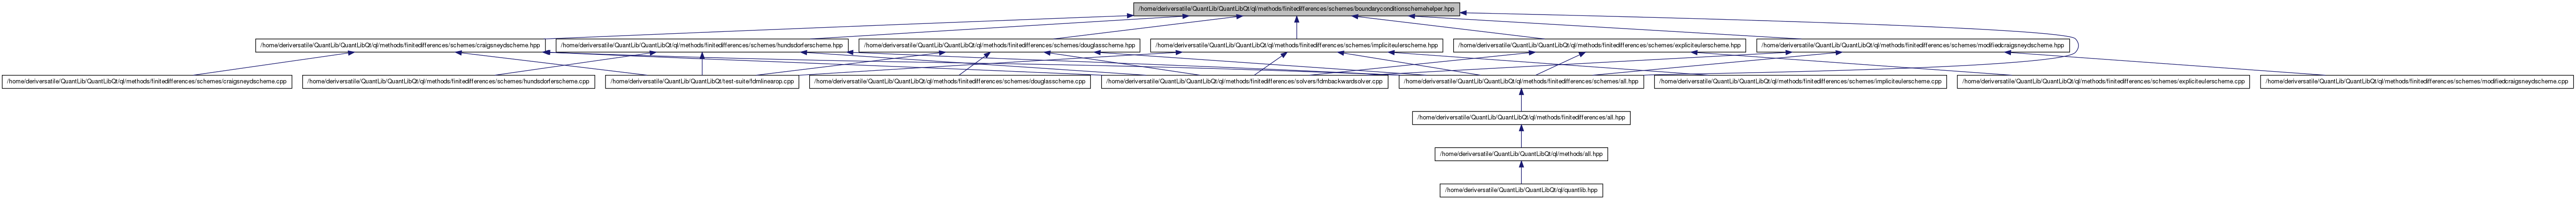 /home/deriversatile/QuantLib/QuantLibQt/ql/methods/finitedifferences/schemes/boundaryconditionschemehelper.hpp
/home/deriversatile/QuantLib/QuantLibQt/ql/methods/finitedifferences/schemes/craigsneydscheme.hpp
/home/deriversatile/QuantLib/QuantLibQt/ql/methods/finitedifferences/schemes/hundsdorferscheme.hpp
/home/deriversatile/QuantLib/QuantLibQt/ql/methods/finitedifferences/schemes/douglasscheme.hpp
/home/deriversatile/QuantLib/QuantLibQt/ql/methods/finitedifferences/schemes/impliciteulerscheme.hpp
/home/deriversatile/QuantLib/QuantLibQt/ql/methods/finitedifferences/schemes/expliciteulerscheme.hpp
/home/deriversatile/QuantLib/QuantLibQt/ql/methods/finitedifferences/schemes/modifiedcraigsneydscheme.hpp
/home/deriversatile/QuantLib/QuantLibQt/ql/methods/finitedifferences/schemes/craigsneydscheme.cpp
/home/deriversatile/QuantLib/QuantLibQt/ql/methods/finitedifferences/schemes/hundsdorferscheme.cpp
/home/deriversatile/QuantLib/QuantLibQt/test-suite/fdmlinearop.cpp
/home/deriversatile/QuantLib/QuantLibQt/ql/methods/finitedifferences/schemes/douglasscheme.cpp
/home/deriversatile/QuantLib/QuantLibQt/ql/methods/finitedifferences/solvers/fdmbackwardsolver.cpp
/home/deriversatile/QuantLib/QuantLibQt/ql/methods/finitedifferences/schemes/all.hpp
/home/deriversatile/QuantLib/QuantLibQt/ql/methods/finitedifferences/schemes/impliciteulerscheme.cpp
/home/deriversatile/QuantLib/QuantLibQt/ql/methods/finitedifferences/schemes/expliciteulerscheme.cpp
/home/deriversatile/QuantLib/QuantLibQt/ql/methods/finitedifferences/schemes/modifiedcraigsneydscheme.cpp
/home/deriversatile/QuantLib/QuantLibQt/ql/methods/finitedifferences/all.hpp
/home/deriversatile/QuantLib/QuantLibQt/ql/methods/all.hpp
/home/deriversatile/QuantLib/QuantLibQt/ql/quantlib.hpp